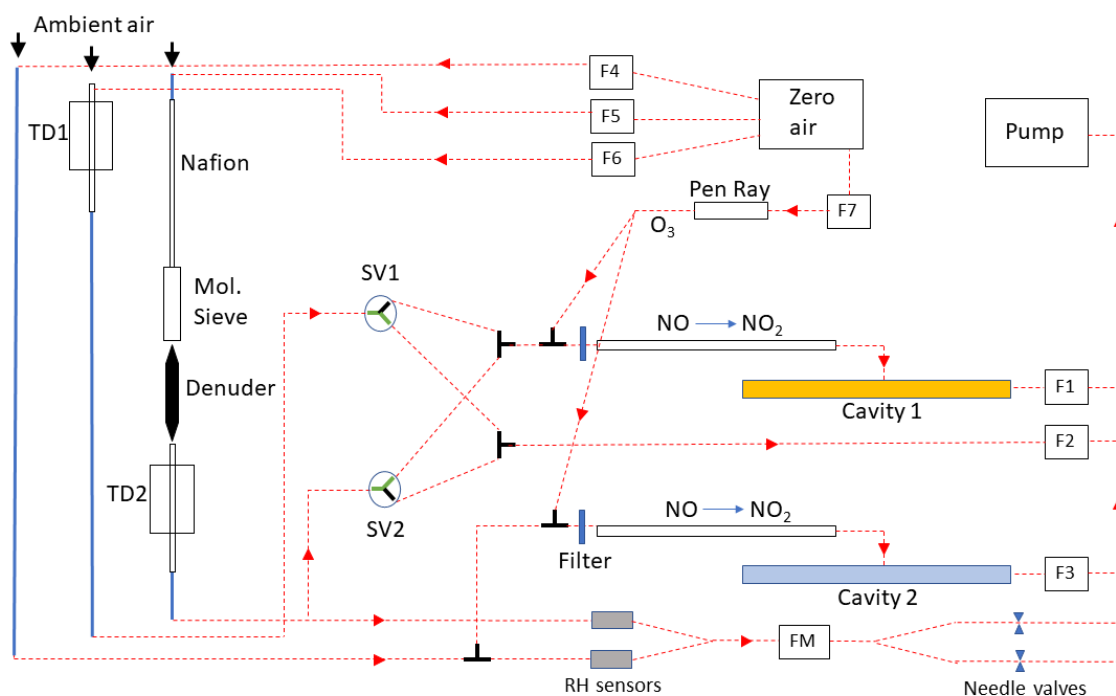 Ambient air
F4
Zero
air
Pump
TD1
F5
Nafion
F6
Pen Ray
F7
O3
SV1
Mol.
Sieve
NO NO2
Denuder
Cavity 1
F1
F2
TD2
SV2
NO NO2
Filter
Cavity 2
F3
FM
RH sensors
Needle valves